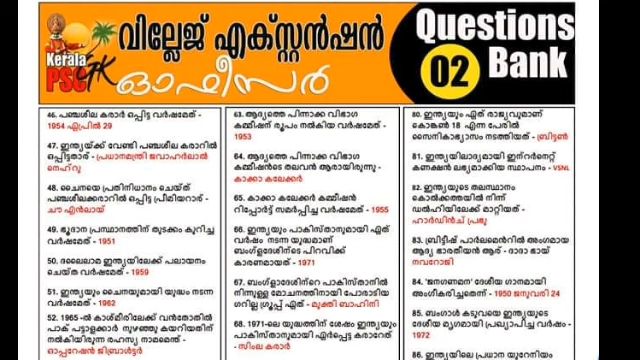 Kerala
PSC GK
വില്ലേജ് എക്സ്റ്റൻഷൻ
ഓഫീസർ
Questions
02 Bank
46. പഞ്ചശീല കരാർ ഒപ്പിട്ട വർഷമേത് -
1954 ഏപ്രിൽ 29
47. ഇന്ത്യയ്ക്ക് വേണ്ടി പഞ്ചശീല കരാറിൽ
ഒപ്പിട്ടതാര് - പ്രധാനമന്ത്രി ജവാഹർലാൽ
നെഹ്റു
48. ചൈനയെ പ്രതിനിധാനം ചെയ്ത്
പഞ്ചശീലക്കരാറിൽ ഒപ്പിട്ട പ്രീമിയറാര് -
ചൗ എൻലായ്
49. ഭൂദാന പ്രസ്ഥാനത്തിന് തുടക്കം കുറിച്ച
വർഷമേത് - 1951
50. ദലൈലാമ ഇന്ത്യയിലേക്ക് പലായനം
ചെയ്ത വർഷമേത് - 1959
51. ഇന്ത്യയും ചൈനയുമായി യുദ്ധം നടന്ന
വർഷമേത് - 1962
52. 1965 -ൽ കാശ്മീരിലേക്ക് വൻതോതിൽ
പാക് പട്ടാളക്കാർ നുഴഞ്ഞു കയറിയതിന്
നൽകിയിരുന്ന രഹസ്യ നാമമെന്ത് -
ഓപ്പറേഷൻ ജിബ്രാൾട്ടർ
63. ആദ്യത്തെ പിന്നാക്ക വിഭാഗ
കമ്മിഷന് രൂപം നൽകിയ വർഷമേത് -
1953
64. ആദ്യത്തെ പിന്നാക്ക വിഭാഗ
കമ്മിഷന്റെ തലവൻ ആരായിരുന്നു -
കാക്കാ കലേക്കർ
65. കാക്കാ കലേക്കർ കമ്മീഷൻ
റിപ്പോർട്ട് സമർപ്പിച്ച വർഷമേത് - 1955
66. ഇന്ത്യയും പാകിസ്താനുമായി ഏത്
വർഷം നടന്ന യുദ്ധമാണ്
ബംഗ്ളദേശിന്റെ പിറവിക്ക്
കാരണമായത് - 1971
67. ബംഗ്ളദേശിന്റെ പാകിസ്താനിൽ
നിന്നുള്ള മോചനത്തിനായി പോരാടിയ
ഗറില്ല ഗ്രൂപ്പ് ഏത് - മുക്തി ബാഹിനി
68. 1971-ലെ യുദ്ധത്തിന് ശേഷം ഇന്ത്യയും
പാകിസ്താനുമായി ഏർപ്പെട്ട കരാറേത്
- സിംല കരാർ
80. ഇന്ത്യയും ഏത് രാജ്യവുമാണ്
കൊങ്കൺ 18 എന്ന പേരിൽ
സൈനികാഭ്യാസം നടത്തിയത് - ബ്രിട്ടൺ
81. ഇന്ത്യയിലാദ്യമായി ഇന്റർനെറ്റ്
കണക്ഷൻ ലഭ്യമാക്കിയ സ്ഥാപനം - VSNL
82. ഇന്ത്യയുടെ തലസ്ഥാനം
കൊൽക്കത്തയിൽ നിന്ന്
ഡൽഹിയിലേക്ക് മാറ്റിയത് -
ഹാർഡിൻച് പ്രഭു
83. ബ്രിട്ടീഷ് പാർലമെന്റിൽ അംഗമായ
ആദ്യ ഭാരതീയൻ ആര് - ദാദാ ഭായ്
നവറോജി
84. 'ജനഗണമന' ദേശീയ ഗാനമായി
അംഗീകരിച്ചതെന്ന് - 1950 ജനുവരി 24
85. ബംഗാൾ കടുവയെ ഇന്ത്യയുടെ
ദേശീയ മൃഗമായി പ്രഖ്യാപിച്ച വർഷം -
1972
86. ഇന്ത്യയിലെ പ്രധാന യുറേനിയം